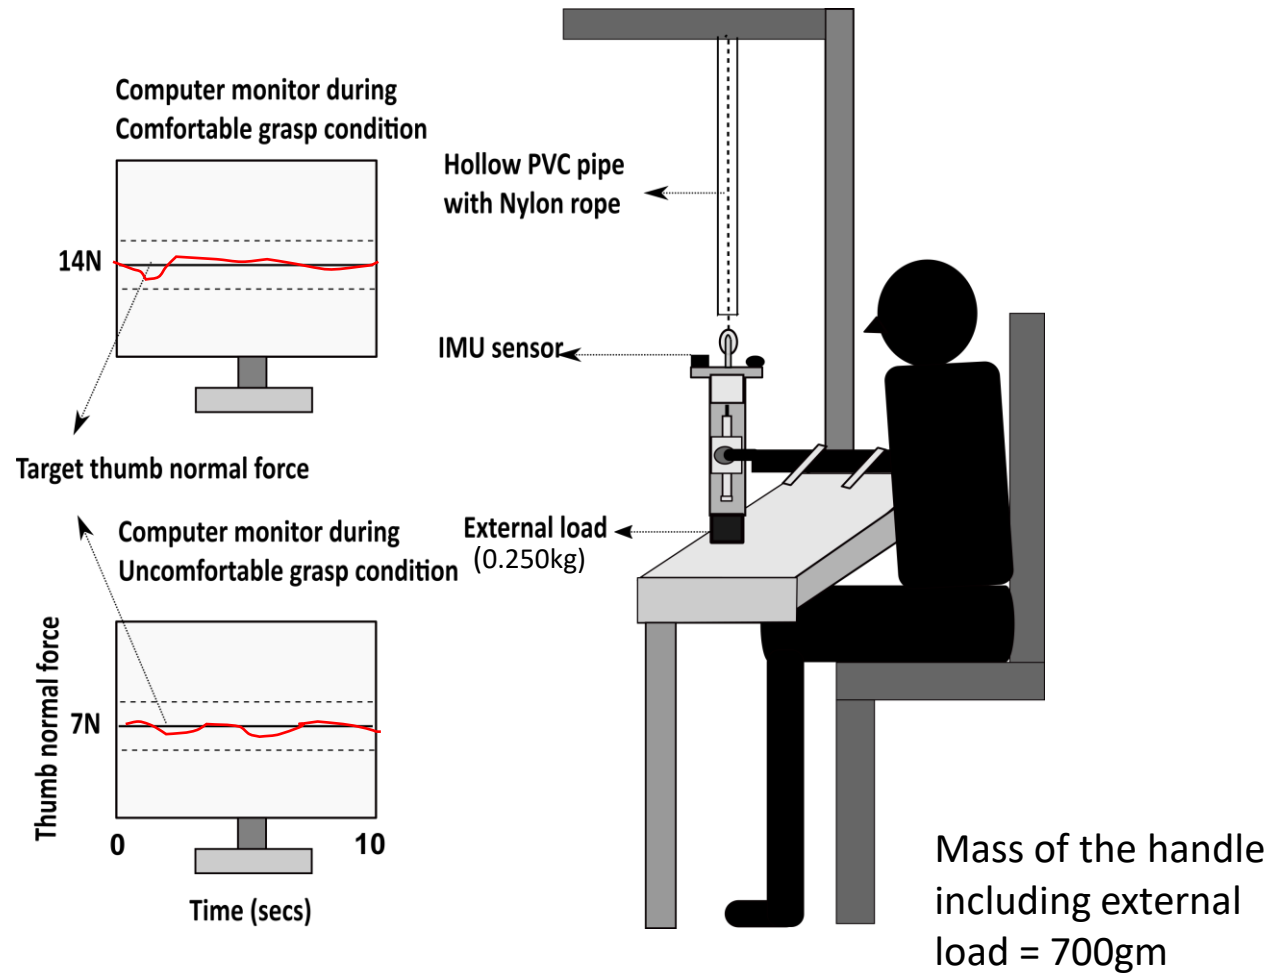 Computer monitor during
Comfortable grasp condition
14N
Target thumb normal force
Hollow PVC pipe
with Nylon rope
IMU sensor
External load
(0.250kg)
Computer monitor during
Uncomfortable grasp condition
Thumb normal force
7N
0
10
Time (secs)
Mass of the handle
including external
load = 700gm